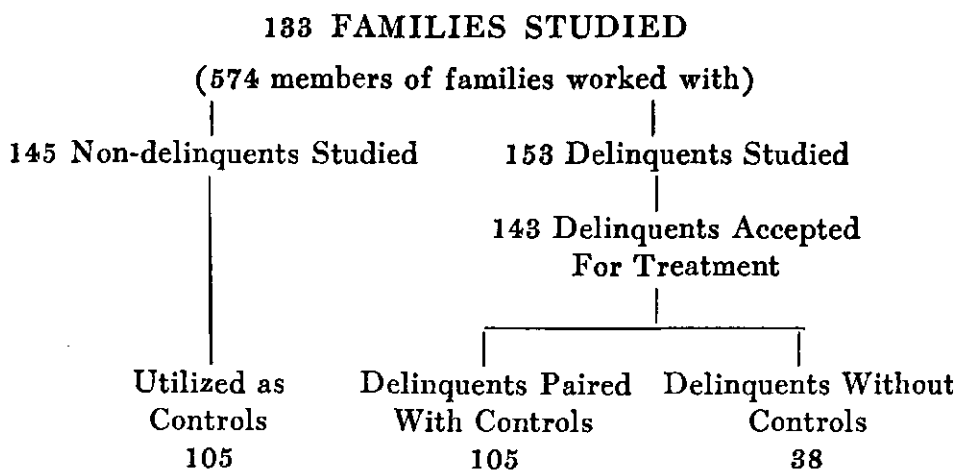 133 FAMILIES STUDIED
(574 members of families worked with)
145 Non-delinquents Studied
153 Delinquents Studied
143 Delinquents Accepted
For Treatment
Utilized as
Controls
105
Delinquents Paired
With Controls
105
Delinquents Without
Controls
38